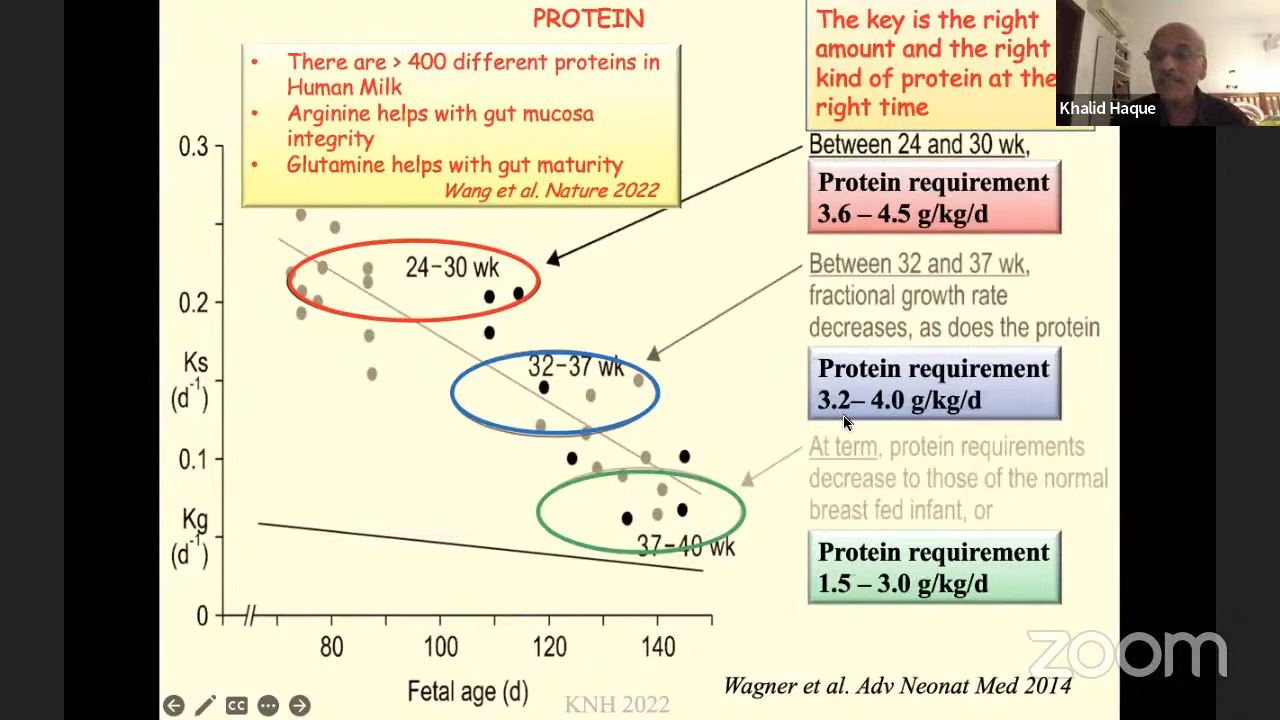 PROTEIN
• There are > 400 different proteins in
Human Milk
• Arginine helps with gut mucosa
integrity
• Glutamine helps with gut maturity
Wang et al. Nature 2022
The key is the right
amount and the right
kind of protein at the
right time
Khalid Haque
Between 24 and 30 wk,
Protein requirement
3.6 – 4.5 g/kg/d
Between 32 and 37 wk,
fractional growth rate
decreases, as does the protein
Protein requirement
3.2– 4.0 g/kg/d
At term, protein requirements
decrease to those of the normal
breast fed infant, or
Protein requirement
1.5 – 3.0 g/kg/d
0.3
0.2
Ks
(d-1)
0.1
Kg
(d-1)
0
24–30 wk
32–37 wk
37–40 wk
80 100 120 140
Fetal age (d)
KNH 2022
Wagner et al. Adv Neonat Med 2014
zoom
CC